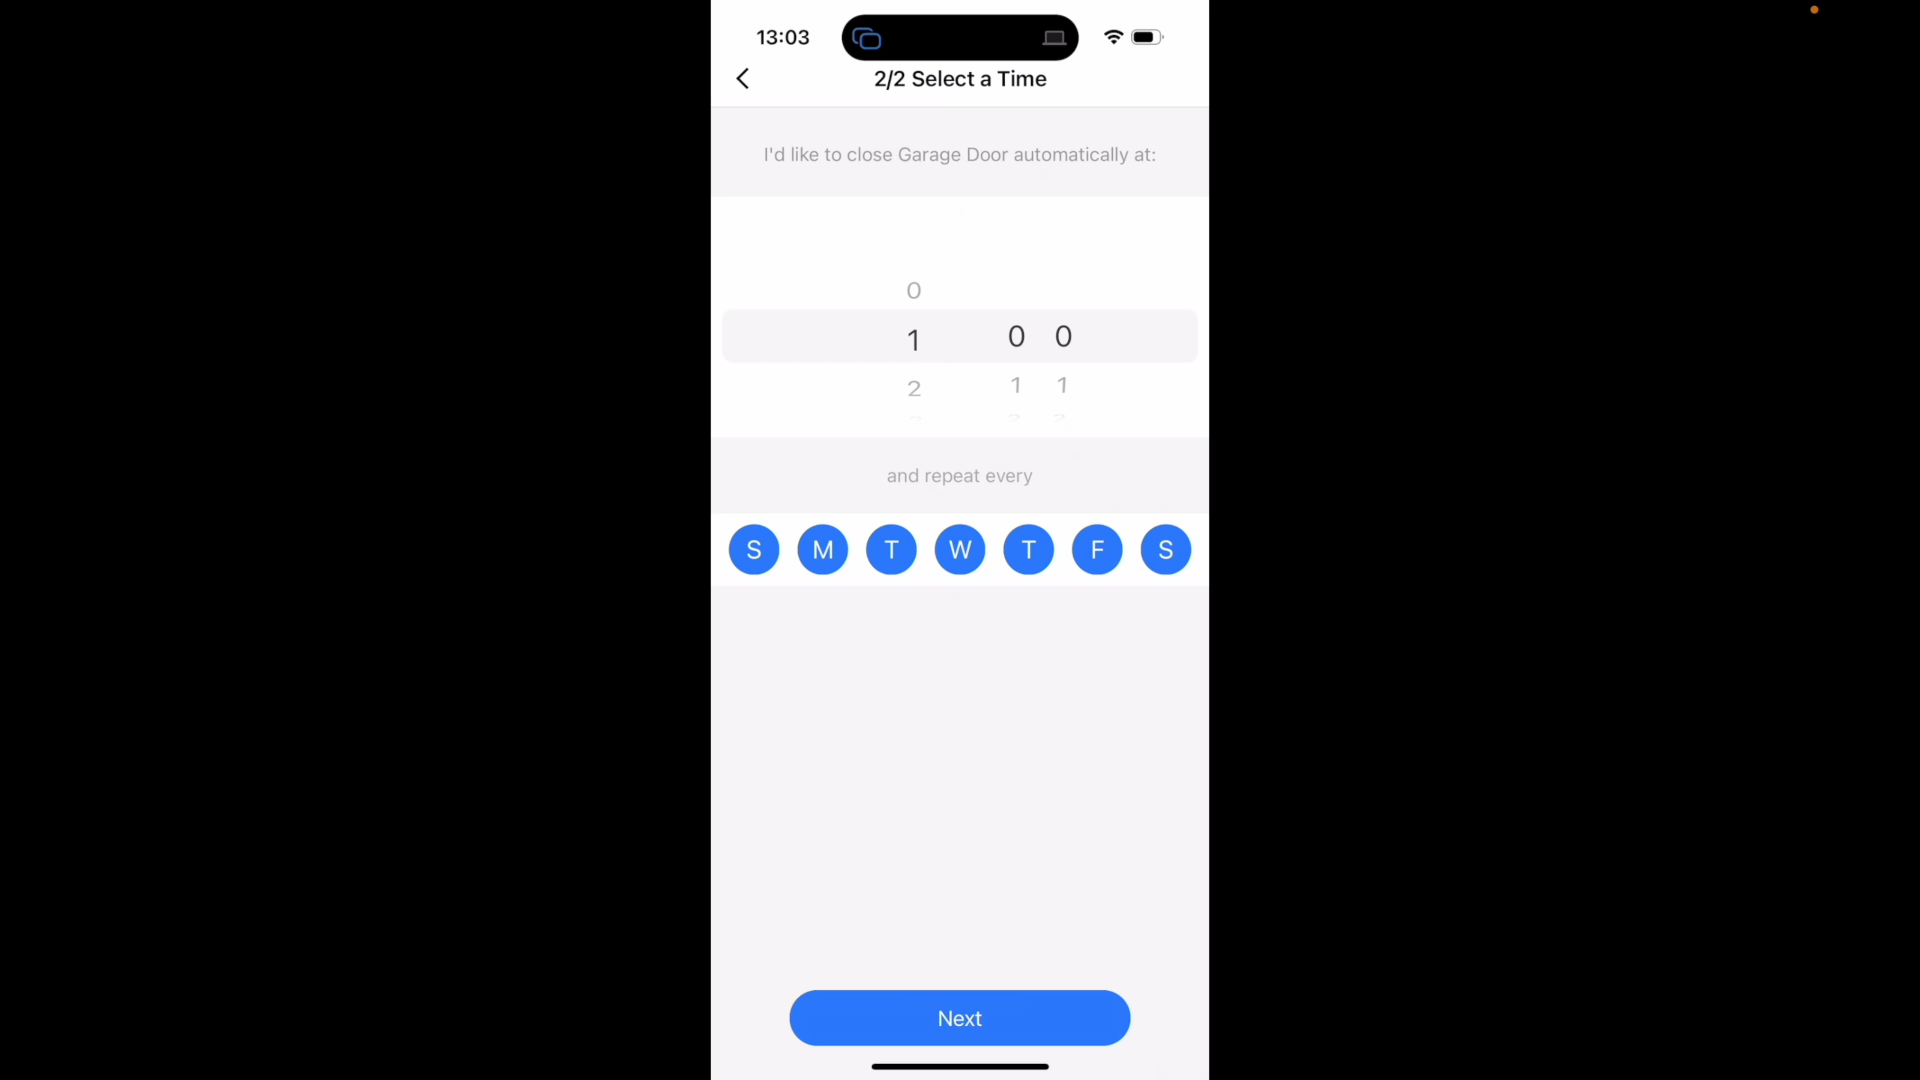 13:03
2/2 Select a Time
I'd like to close Garage Door automatically at:
0
1 0 0
2 1 1
and repeat every
S M T W T F S
Next